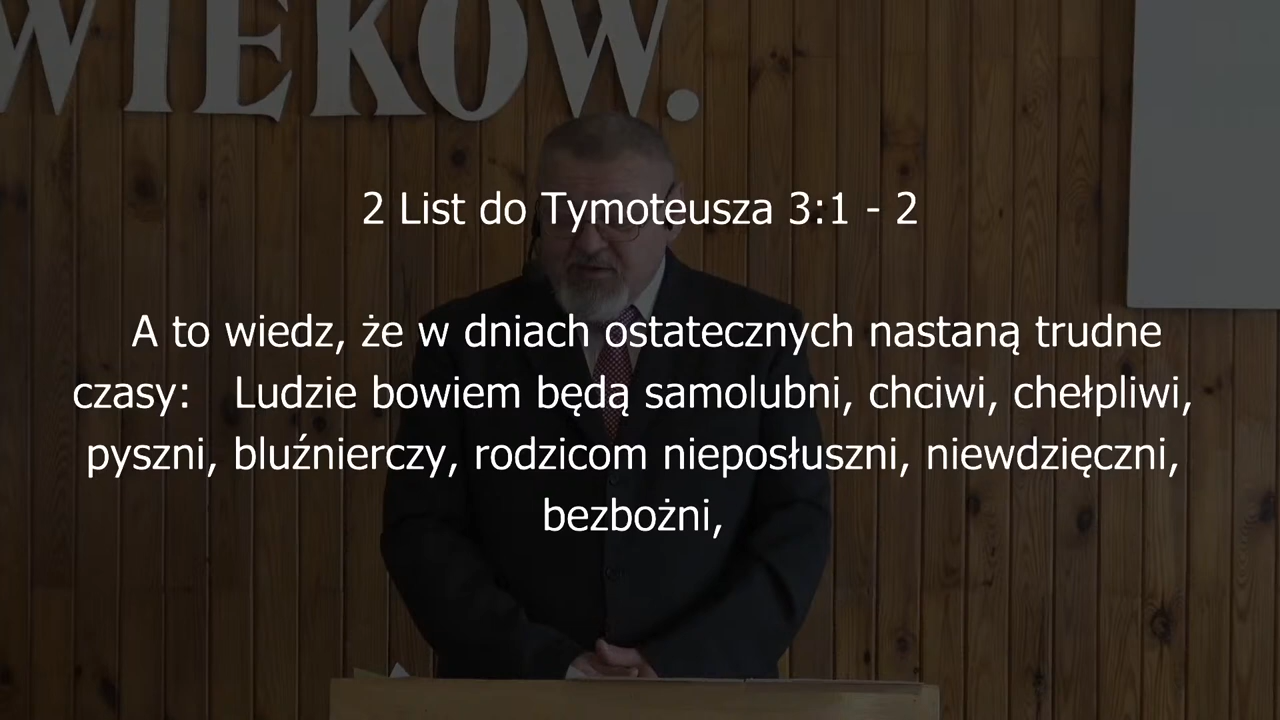 WIEKÓW.
2 List do Tymoteusza 3:1 - 2
A to wiedz, że w dniach ostatecznych nastaną trudne
czasy: Ludzie bowiem będą samolubni, chciwi, chełpliwi,
pyszni, bluźnierczy, rodzicom nieposłuszni, niewdzięczni,
bezbożni,